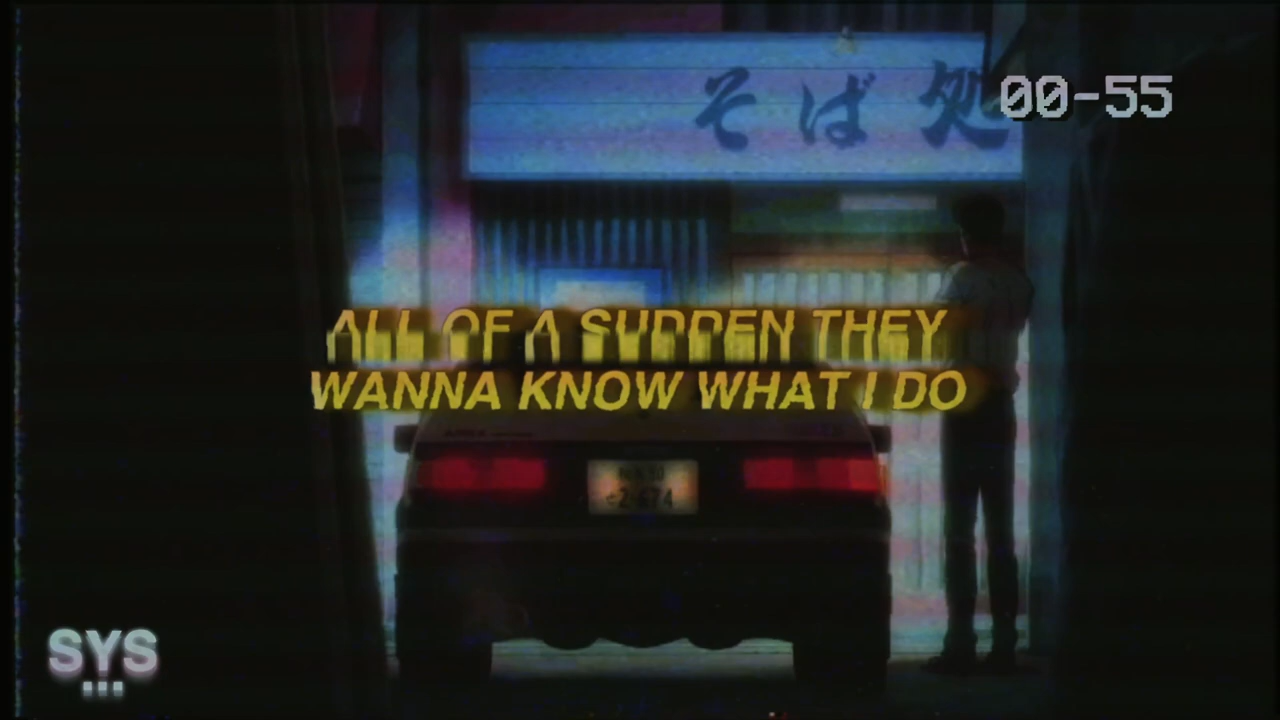 そば処
00-55
ALL OF A SUDDEN THEY
WANNA KNOW WHAT I DO
SYS